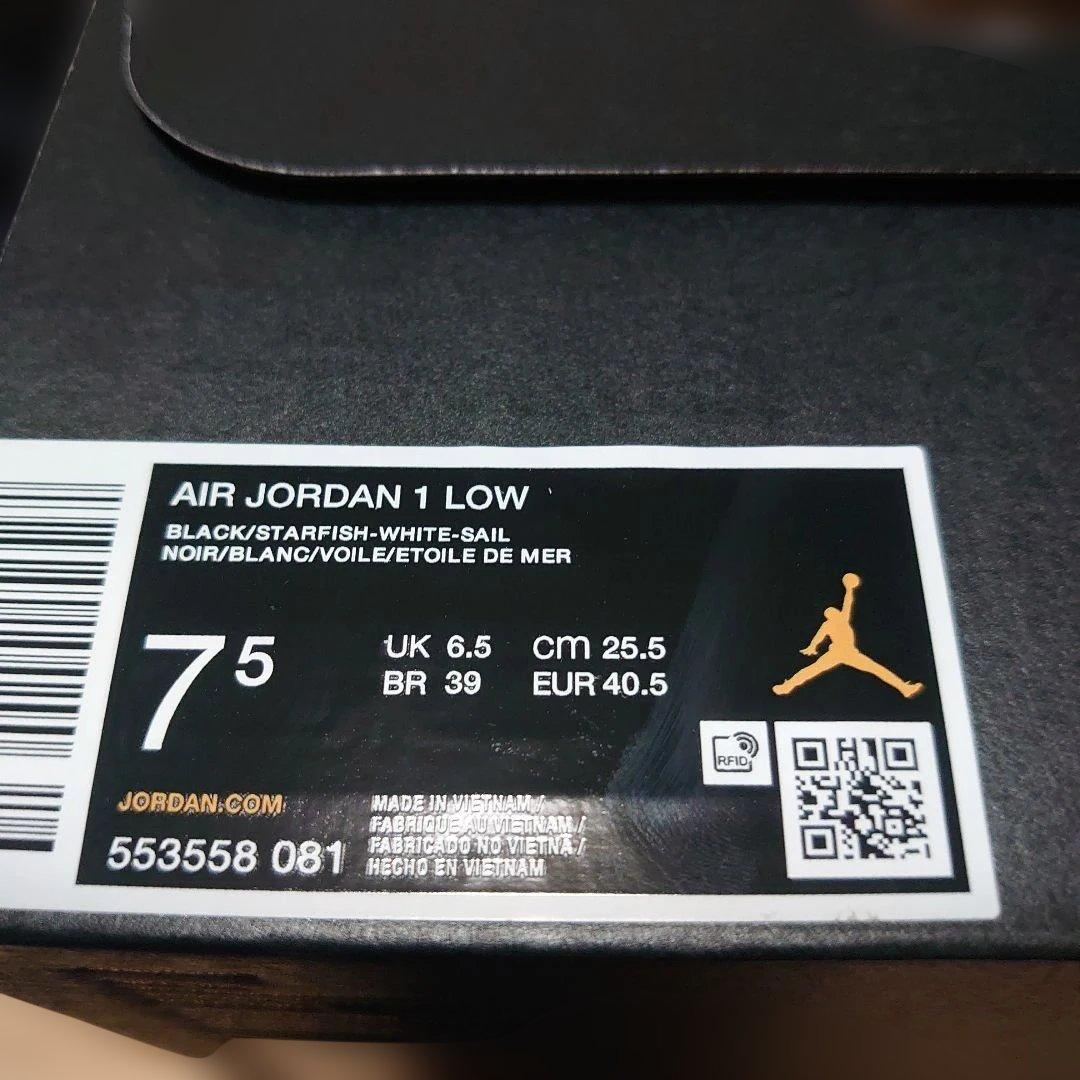 AIR JORDAN 1 LOW
BLACK/STARFISH-WHITE-SAIL
NOIR/BLANC/VOILE/ETOILE DE MER
7 5
UK 6.5 cm 25.5
BR 39 EUR 40.5
RFID
JORDAN.COM
553558 081
MADE IN VIETNAM /
FABRIQUE AU VIETNAM /
FABRICADO NO VIETNA /
HECHO EN VIETNAM